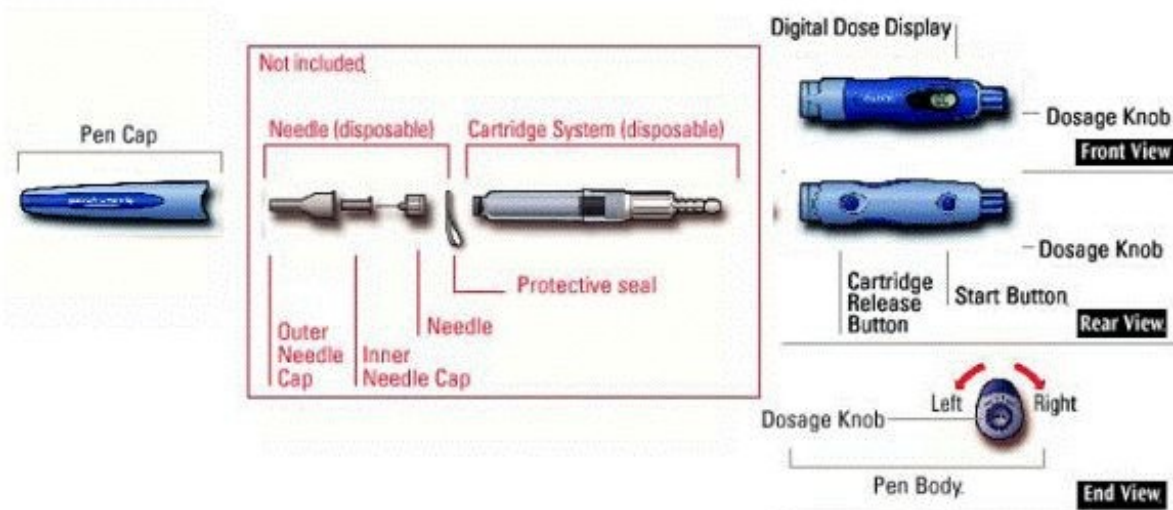 Pen Cap
Not included
Needle (disposable)
Cartridge System (disposable)
Protective seal
Needle
Outer
Needle
Cap
Inner
Needle Cap
Digital Dose Display
Dosage Knob
Front View
Dosage Knob
Cartridge
Release
Button
Start Button
Rear View
Left
Right
Dosage Knob
Pen Body
End View